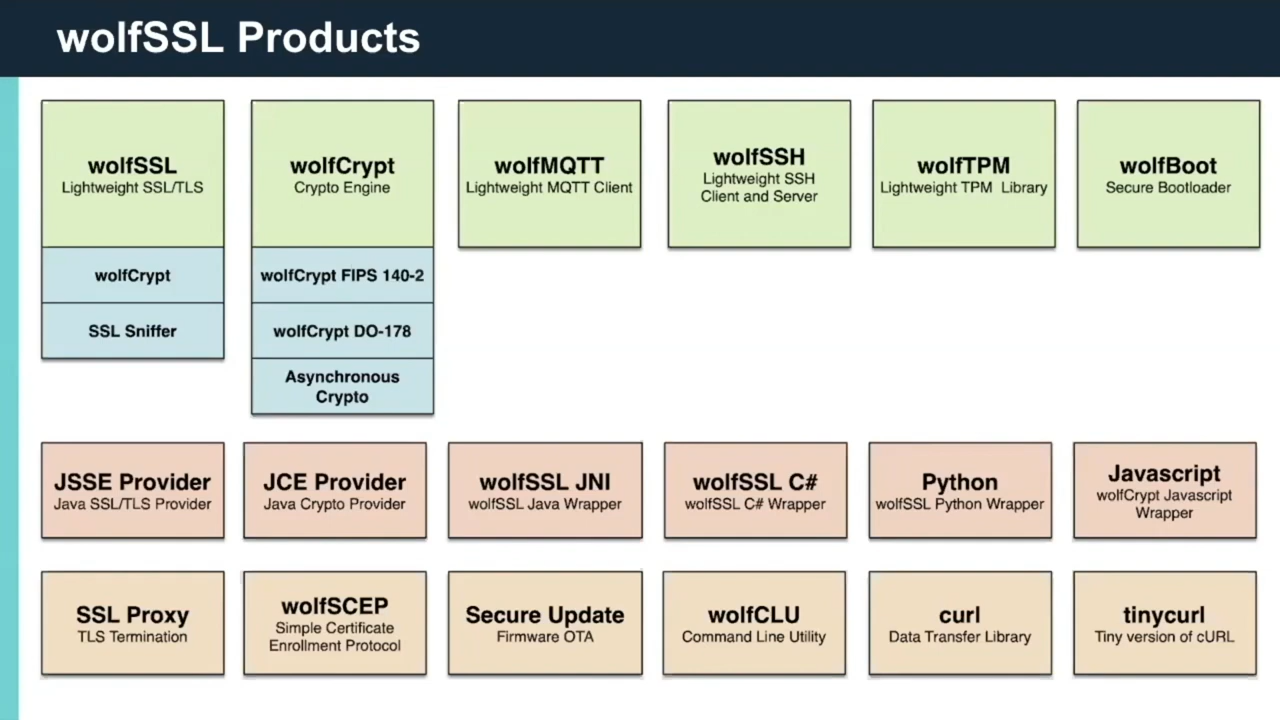 wolfSSL Products
wolfSSL
Lightweight SSL/TLS
wolfCrypt
SSL Sniffer
wolfCrypt
Crypto Engine
wolfCrypt FIPS 140-2
wolfCrypt DO-178
Asynchronous
Crypto
wolfMQTT
Lightweight MQTT Client
wolfSSH
Lightweight SSH
Client and Server
wolfTPM
Lightweight TPM Library
wolfBoot
Secure Bootloader
JSSE Provider
Java SSL/TLS Provider
JCE Provider
Java Crypto Provider
wolfSSL JNI
wolfSSL Java Wrapper
wolfSSL C#
wolfSSL C# Wrapper
Python
wolfSSL Python Wrapper
Javascript
wolfCrypt Javascript
Wrapper
SSL Proxy
TLS Termination
wolfSCEP
Simple Certificate
Enrollment Protocol
Secure Update
Firmware OTA
wolfCLU
Command Line Utility
curl
Data Transfer Library
tinycurl
Tiny version of cURL